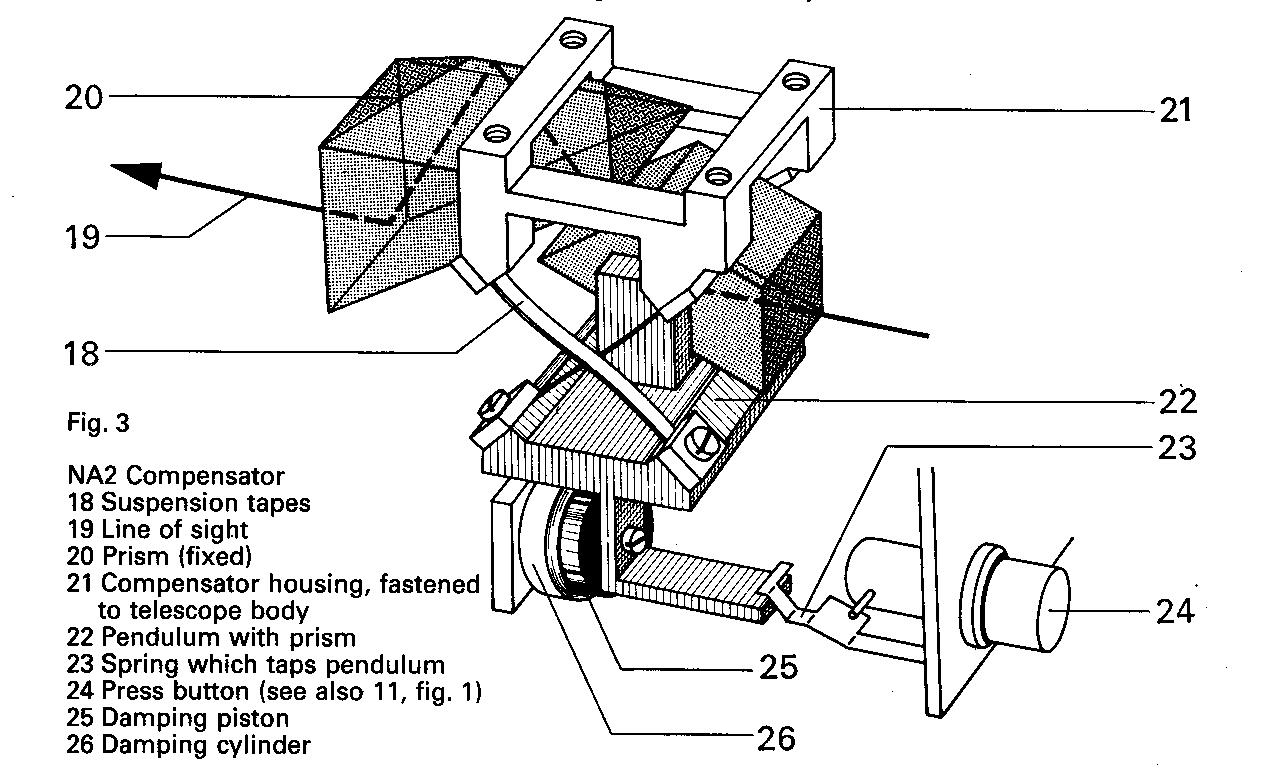 20
21
19
18
22
23
24
25
26
Fig. 3
NA2 Compensator
18 Suspension tapes
19 Line of sight
20 Prism (fixed)
21 Compensator housing, fastened
to telescope body
22 Pendulum with prism
23 Spring which taps pendulum
24 Press button (see also 11, fig. 1)
25 Damping piston
26 Damping cylinder